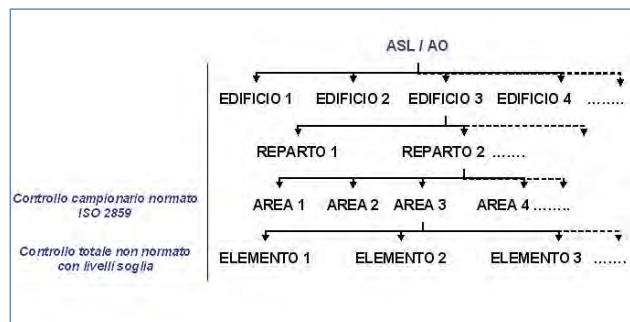 ASL / AO
EDIFICIO 1 EDIFICIO 2 EDIFICIO 3 EDIFICIO 4 ........
REPARTO 1 REPARTO 2 .......
Controllo campionario normato
ISO 2859
AREA 1 AREA 2 AREA 3 AREA 4 ........
Controllo totale non normato
con livelli soglia
ELEMENTO 1 ELEMENTO 2 ELEMENTO 3 .......